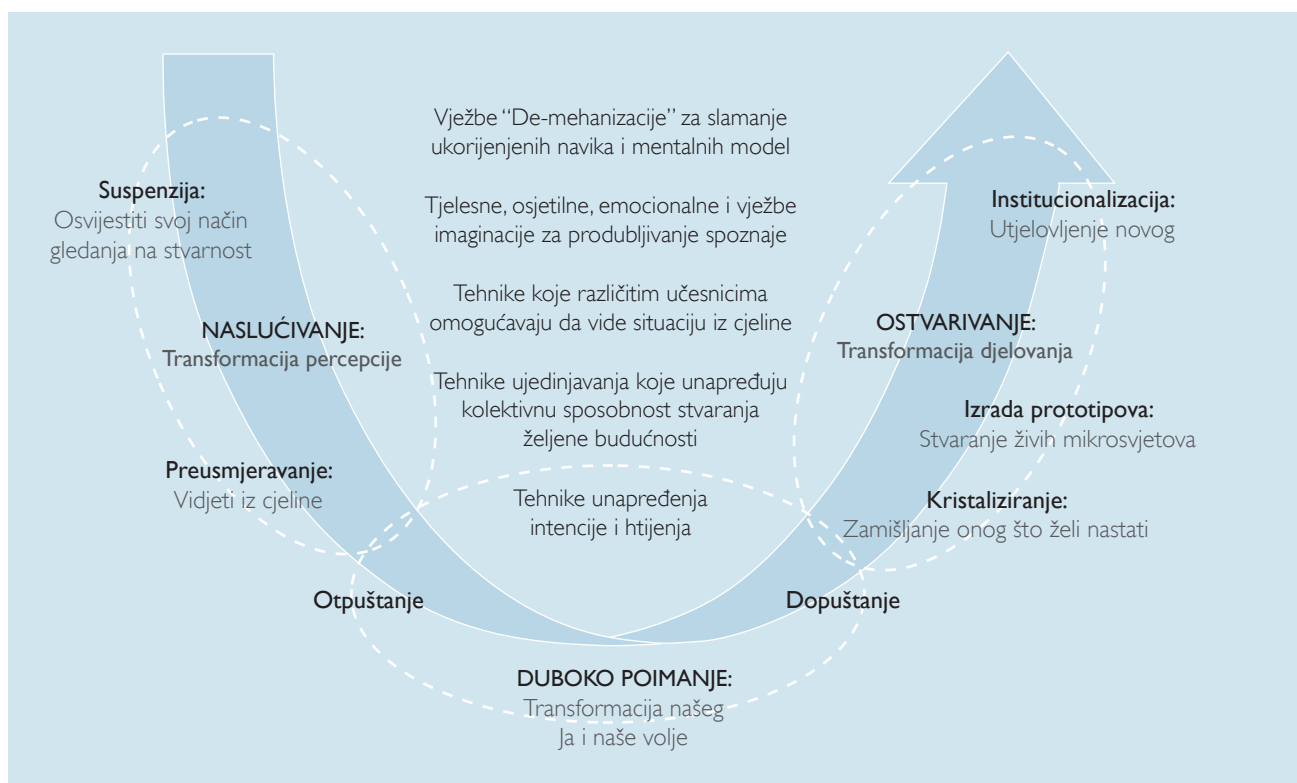 Vježbe “De-mehanizacije” za slamanje
ukorijenjenih navika i mentalnih model
Suspenzija:
Osvijestiti svoj način
gledanja na stvarnost
Tjelesne, osjetilne, emocionalne i vježbe
imaginacije za produbljivanje spoznaje
Institucionalizacija:
Utjelovljenje novog
Tehnike koje različitim učesnicima
omogućavaju da vide situaciju iz cjeline
NASLUĆIVANJE:
Transformacija percepcije
OSTVARIVANJE:
Transformacija djelovanja
Tehnike ujedinjavanja koje unapređuju
kolektivnu sposobnost stvaranja
željene budućnosti
Izrada prototipova:
Stvaranje živih mikrosvjetova
Preusmjeravanje:
Vidjeti iz cjeline
Tehnike unapređenja
intencije i htijenja
Kristaliziranje:
Zamišljanje onog što želi nastati
Otpuštanje
Dopuštanje
DUBOKO POIMANJE:
Transformacija našeg
Ja i naše volje